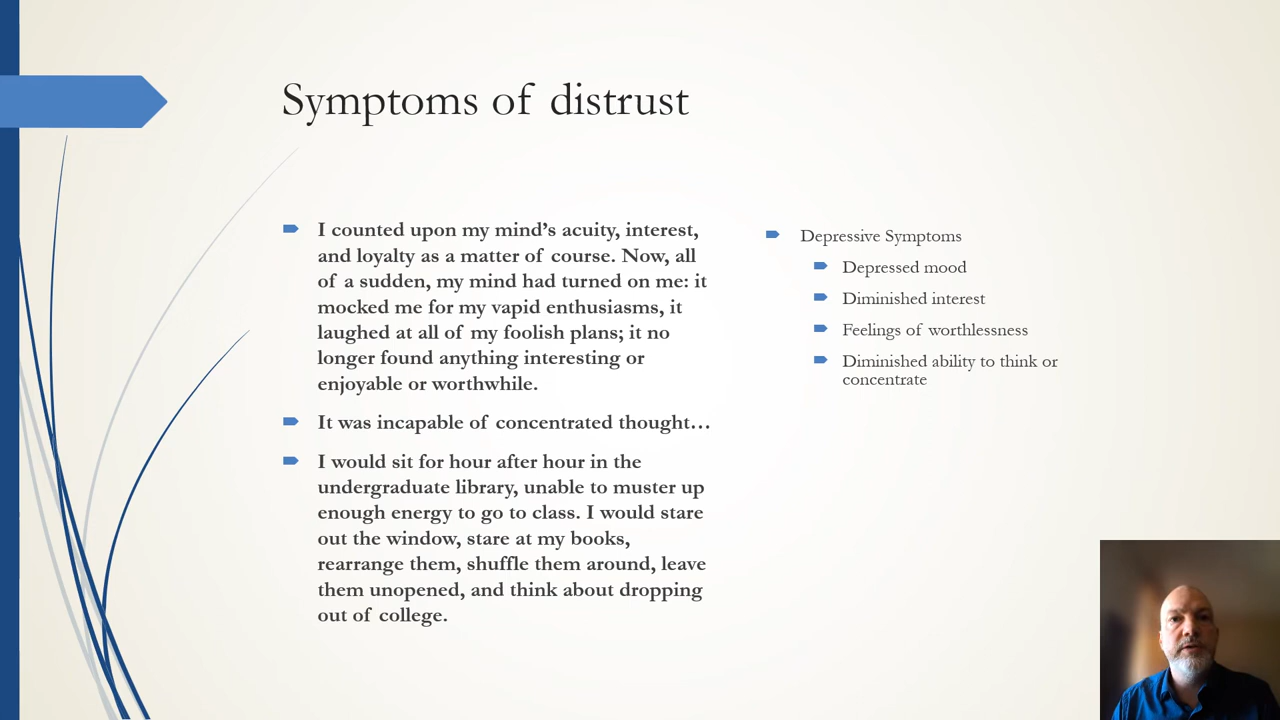 Symptoms of distrust
I counted upon my mind’s acuity, interest,
and loyalty as a matter of course. Now, all
of a sudden, my mind had turned on me: it
mocked me for my vapid enthusiasms, it
laughed at all of my foolish plans; it no
longer found anything interesting or
enjoyable or worthwhile.
It was incapable of concentrated thought…
I would sit for hour after hour in the
undergraduate library, unable to muster up
enough energy to go to class. I would stare
out the window, stare at my books,
rearrange them, shuffle them around, leave
them unopened, and think about dropping
out of college.
Depressive Symptoms
Depressed mood
Diminished interest
Feelings of worthlessness
Diminished ability to think or
concentrate